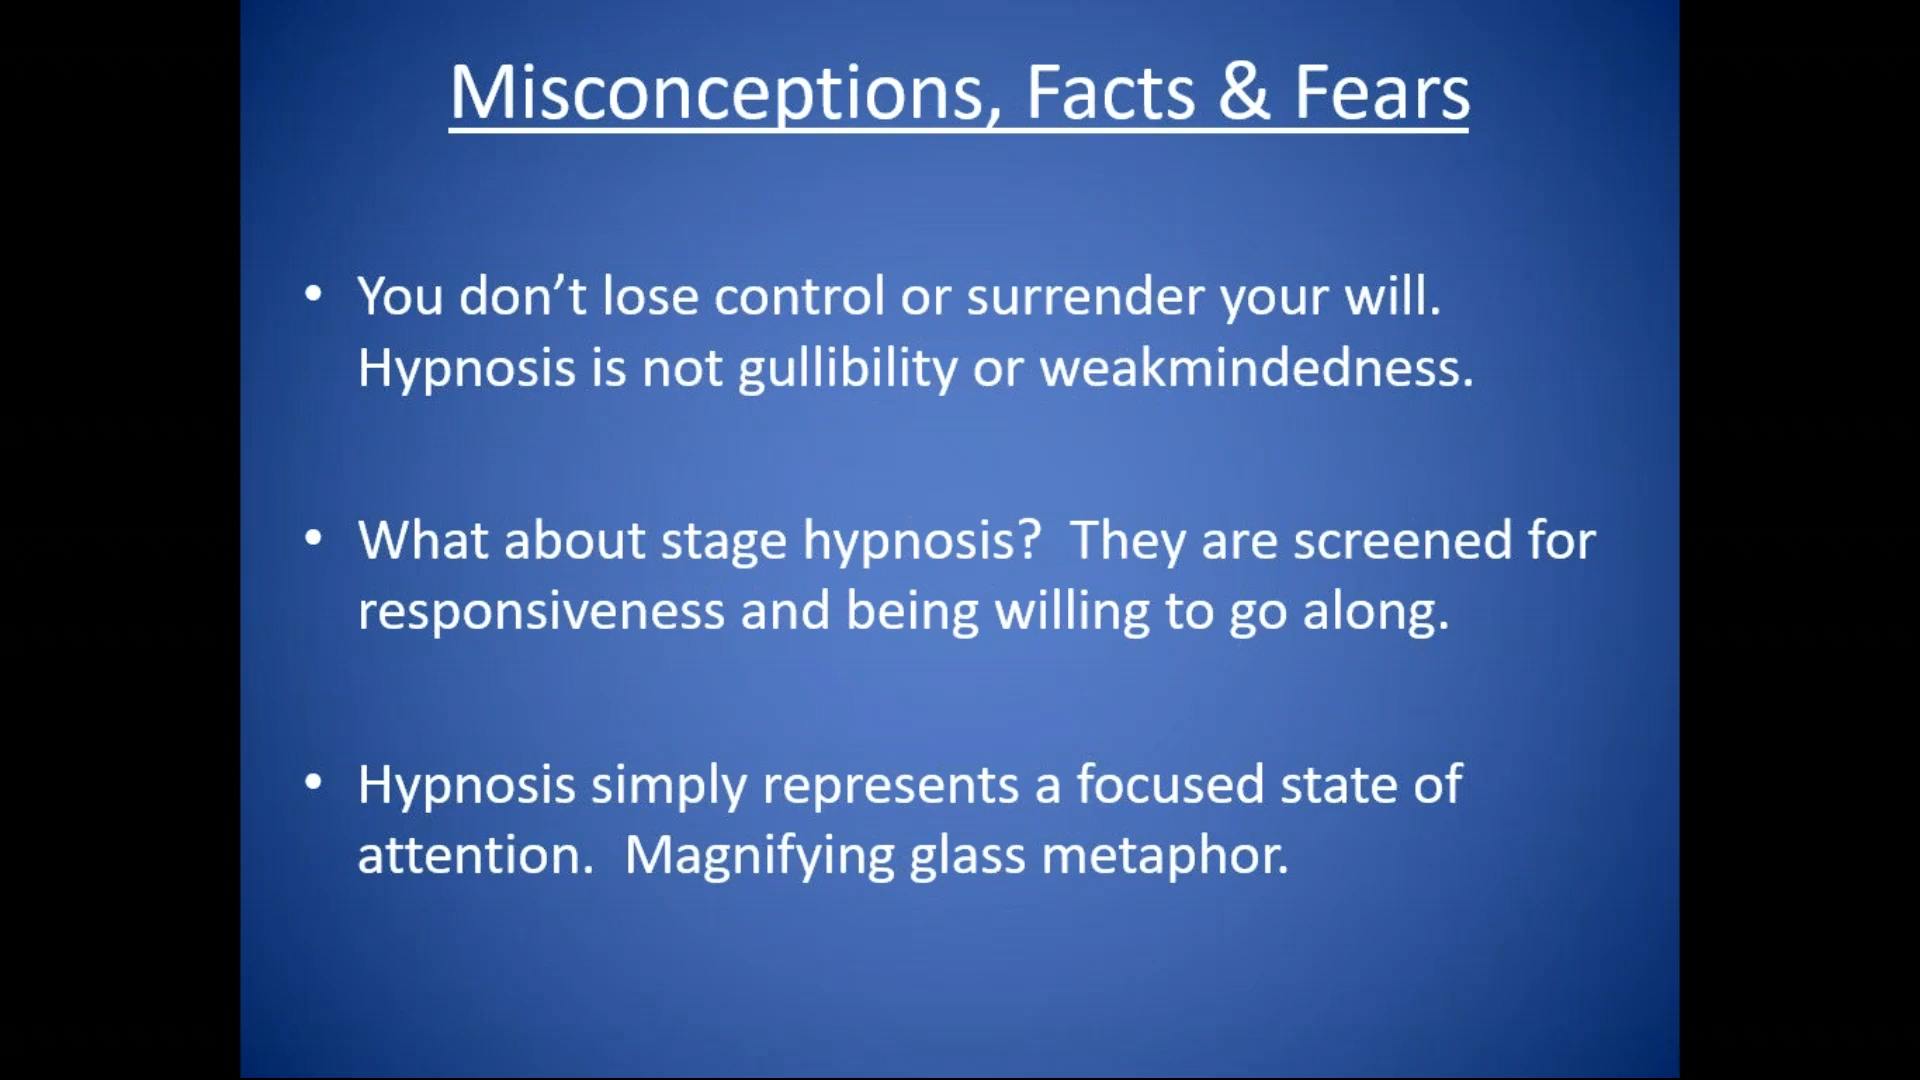 Misconceptions, Facts & Fears
• You don’t lose control or surrender your will.
Hypnosis is not gullibility or weakmindedness.
• What about stage hypnosis?  They are screened for
responsiveness and being willing to go along.
• Hypnosis simply represents a focused state of
attention.  Magnifying glass metaphor.